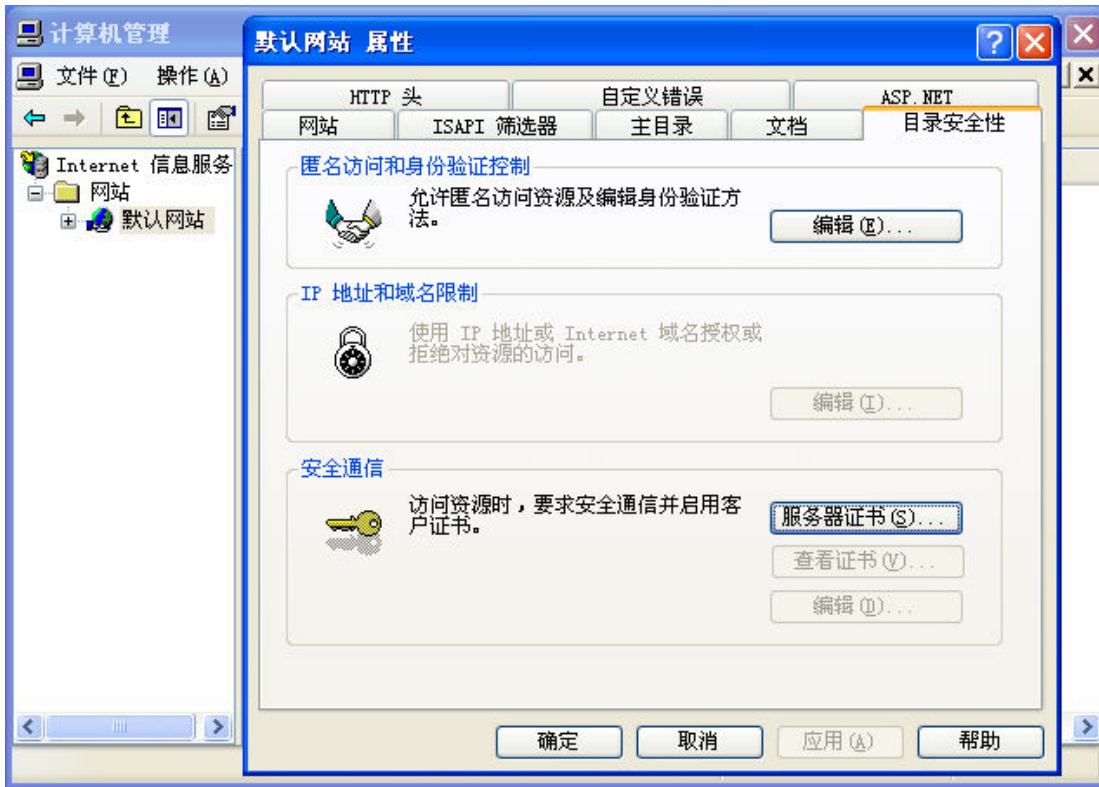 计算机管理
文件(F) 操作(A)
Internet 信息服务
网站
默认网站
默认网站 属性
HTTP 头 自定义错误 ASP.NET
网站 ISAPI 筛选器 主目录 文档 目录安全性
匿名访问和身份验证控制
允许匿名访问资源及编辑身份验证方
法。
编辑(E)...
IP 地址和域名限制
使用 IP 地址或 Internet 域名授权或
拒绝对资源的访问。
编辑(I)...
安全通信
访问资源时，要求安全通信并启用客
户证书。
服务器证书(S)...
查看证书(V)...
编辑(D)...
确定 取消 应用(A) 帮助